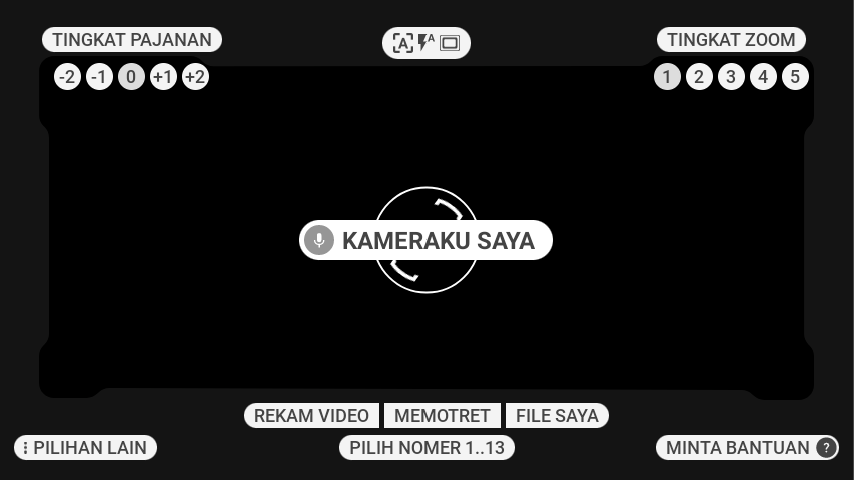 TINGKAT PAJANAN
A A
TINGKAT ZOOM
-2 -1 0 +1 +2
1 2 3 4 5
KAMERAKU SAYA
REKAM VIDEO MEMOTRET FILE SAYA
PILIHAN LAIN
PILIH NOMER 1..13
MINTA BANTUAN ?